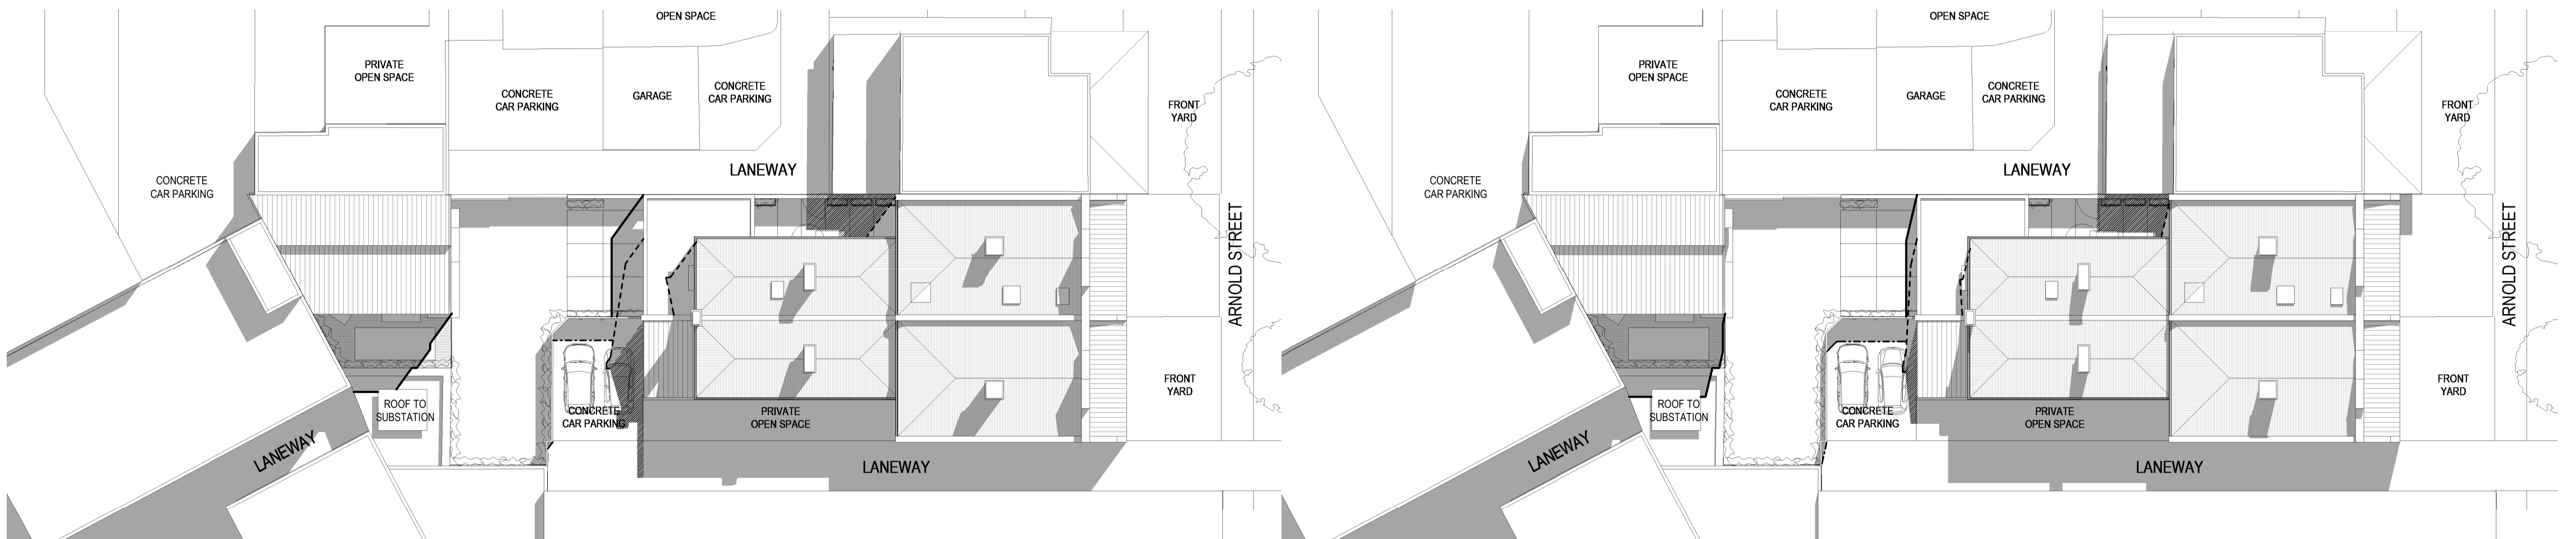 OPEN SPACE
PRIVATE
OPEN SPACE
CONCRETE
CAR PARKING
GARAGE
CONCRETE
CAR PARKING
FRONT
YARD
LANEWAY
CONCRETE
CAR PARKING
ARNOLD STREET
FRONT
YARD
ROOF TO
SUBSTATION
CONCRETE
CAR PARKING
PRIVATE
OPEN SPACE
LANEWAY
LANEWAY
OPEN SPACE
PRIVATE
OPEN SPACE
CONCRETE
CAR PARKING
GARAGE
CONCRETE
CAR PARKING
FRONT
YARD
LANEWAY
CONCRETE
CAR PARKING
ARNOLD STREET
FRONT
YARD
ROOF TO
SUBSTATION
CONCRETE
CAR PARKING
PRIVATE
OPEN SPACE
LANEWAY
LANEWAY